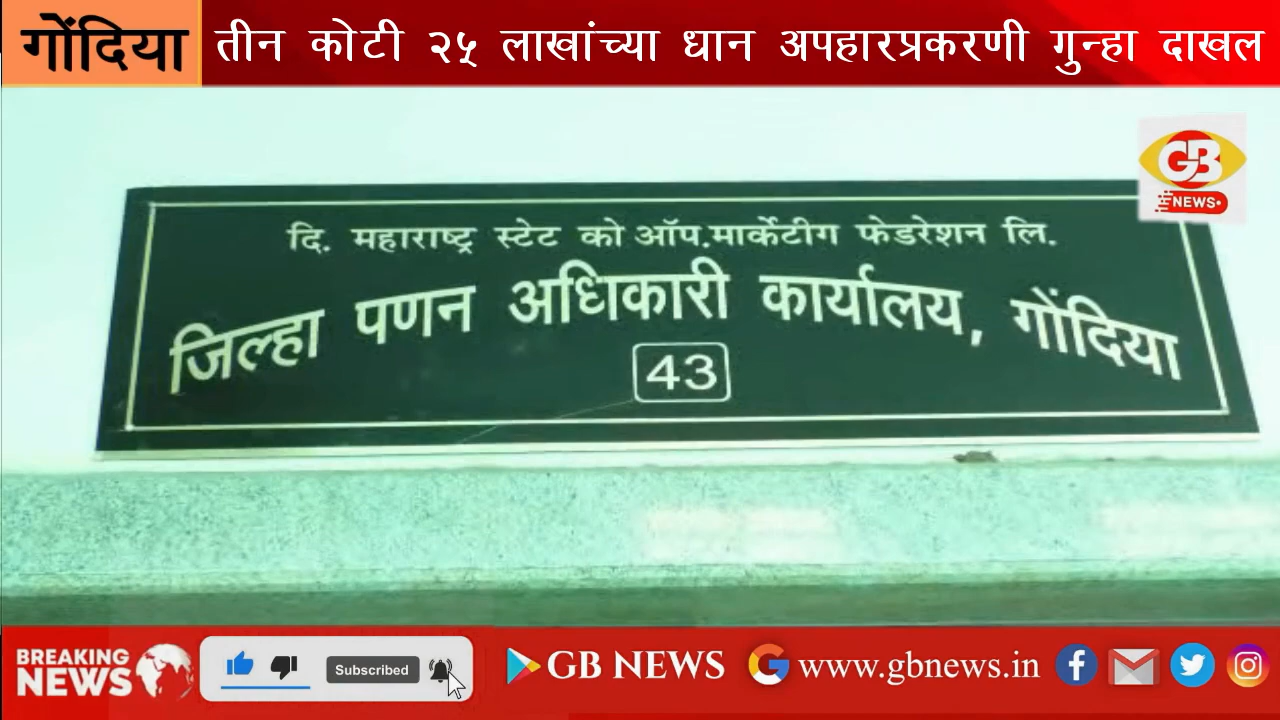 गोंदिया
तीन कोटी २५ लाखांच्या धान अपहारप्रकरणी गुन्हा दाखल
GB
NEWS
दि. महाराष्ट्र स्टेट को ऑप.मार्केटीग फेडरेशन लि.
जिल्हा पणन अधिकारी कार्यालय, गोंदिया
43
BREAKING
NEWS
Subscribed
GB NEWS
www.gbnews.in